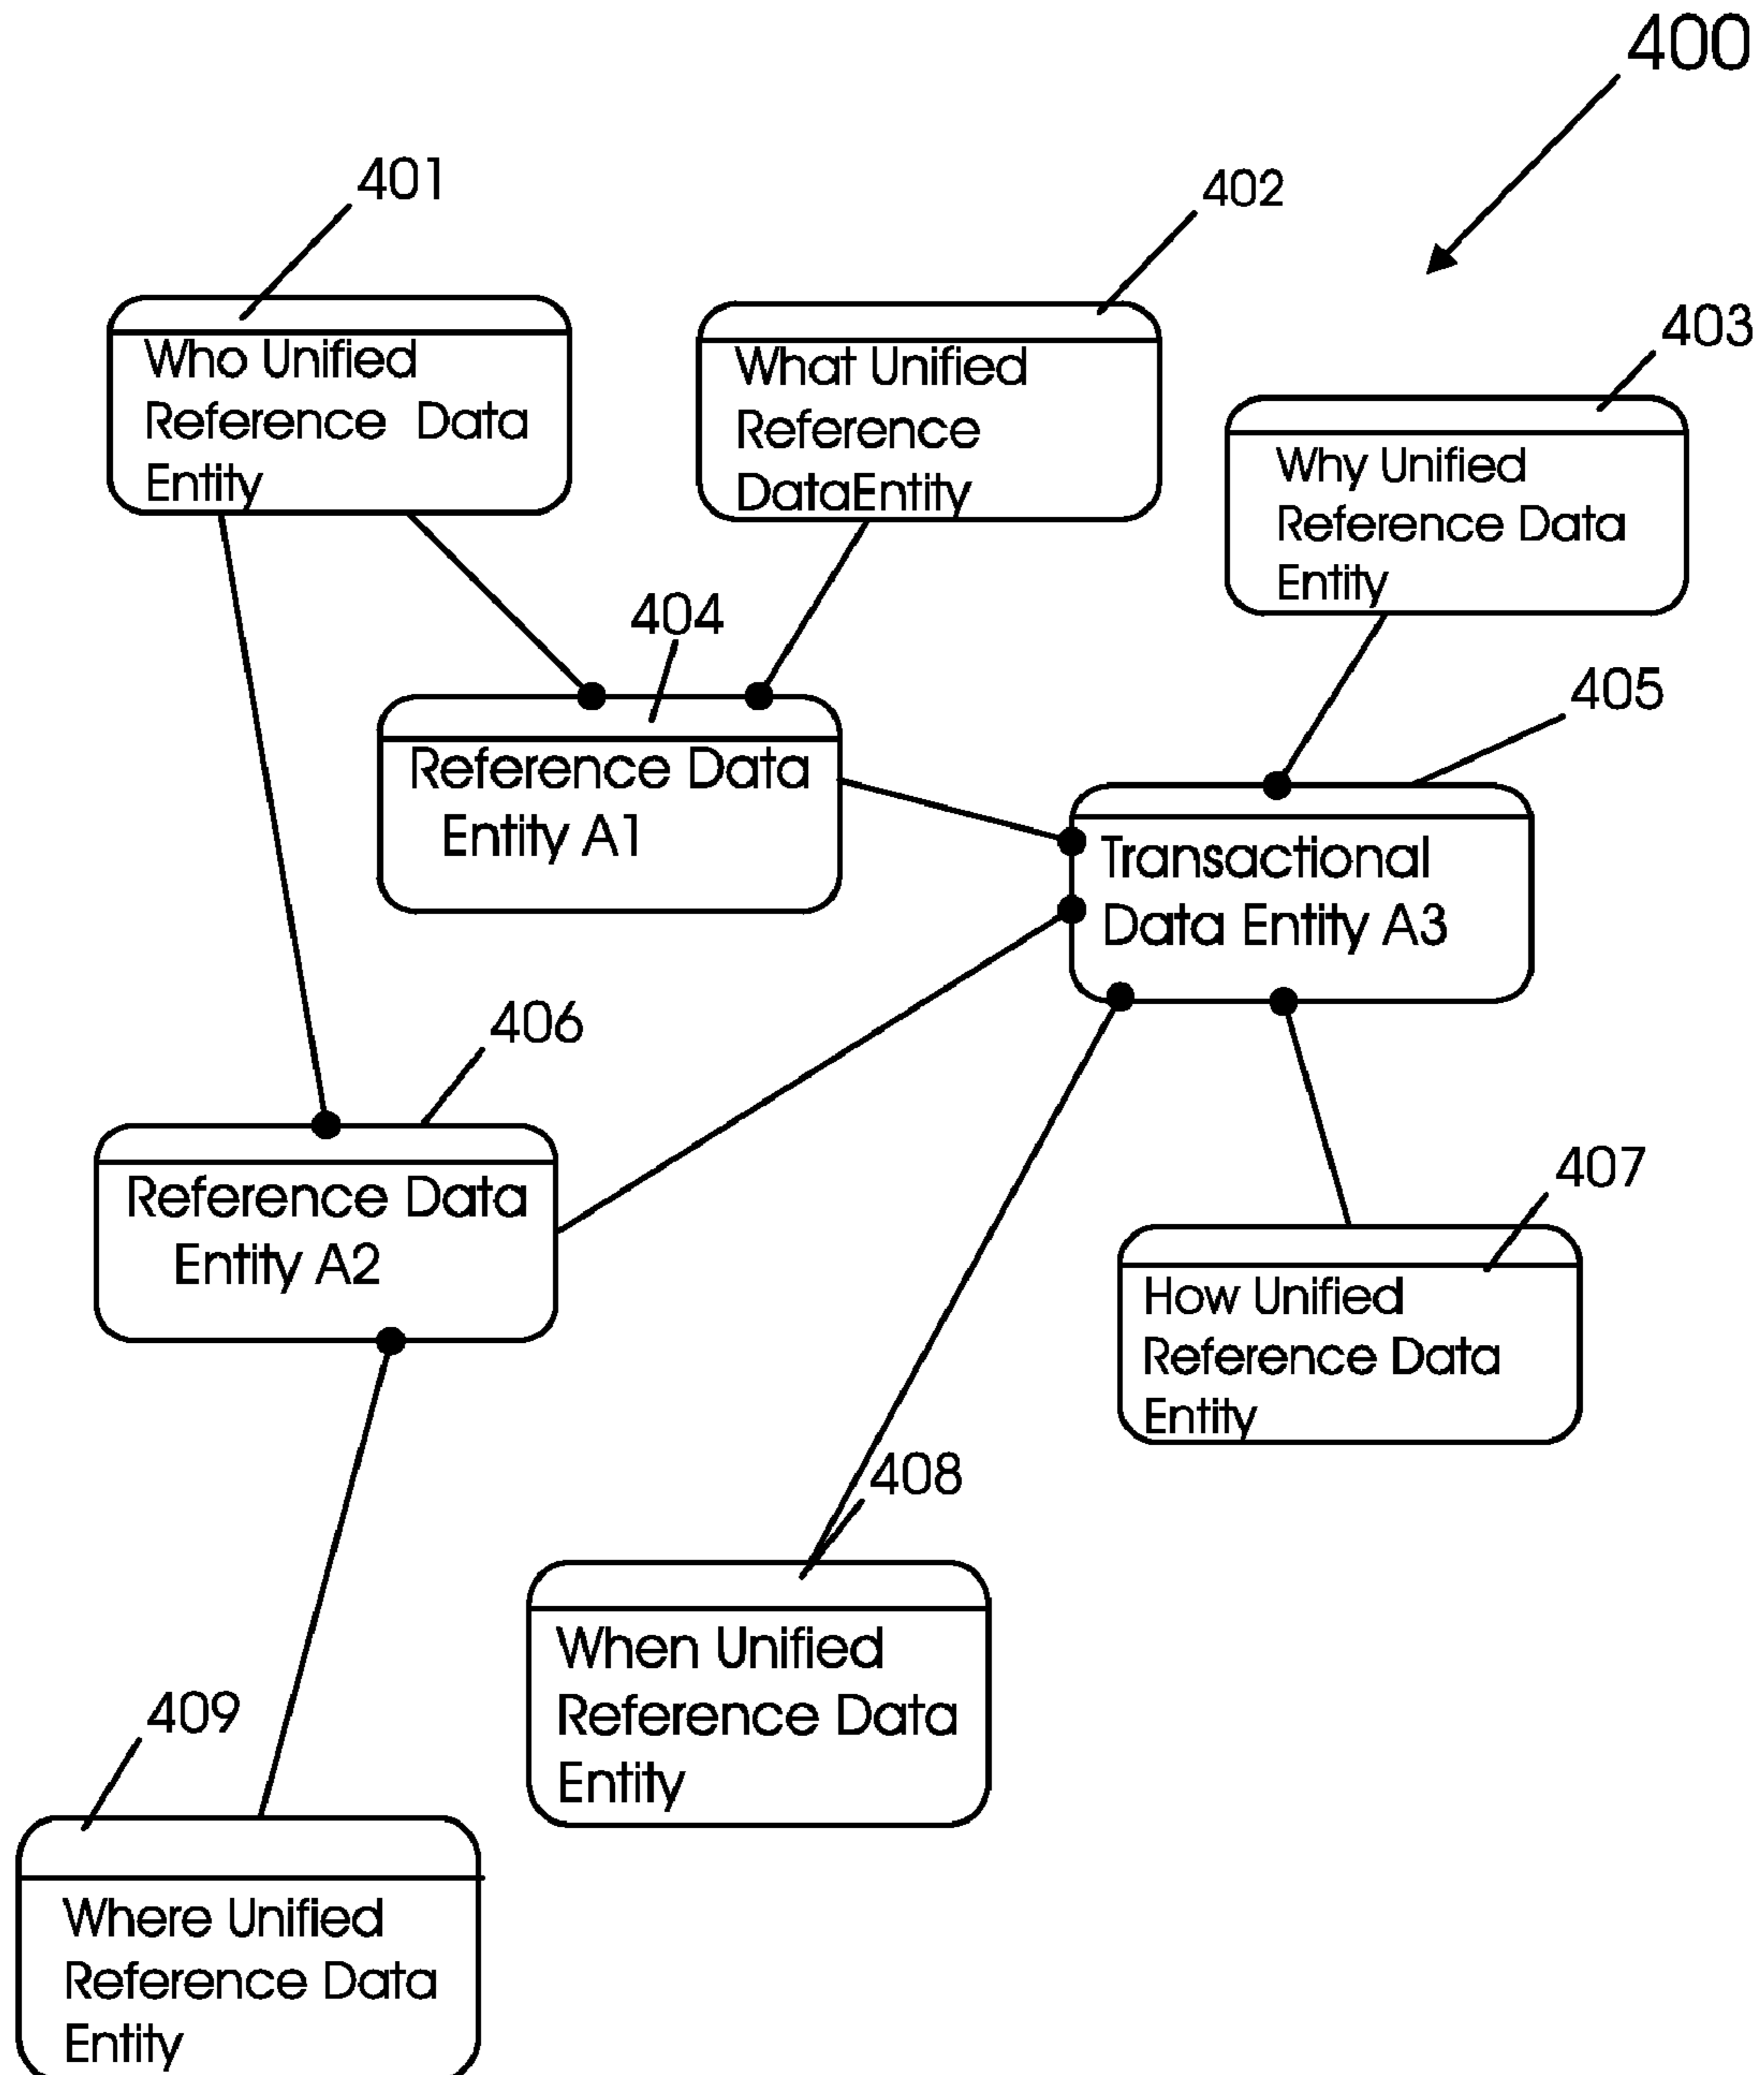 400
401
402
403
Who Unified
Reference Data
Entity
What Unified
Reference
DataEntity
Why Unified
Reference Data
Entity
404
405
Reference Data
Entity A1
Transactional
Data Entity A3
406
407
Reference Data
Entity A2
How Unified
Reference Data
Entity
408
When Unified
Reference Data
Entity
409
Where Unified
Reference Data
Entity